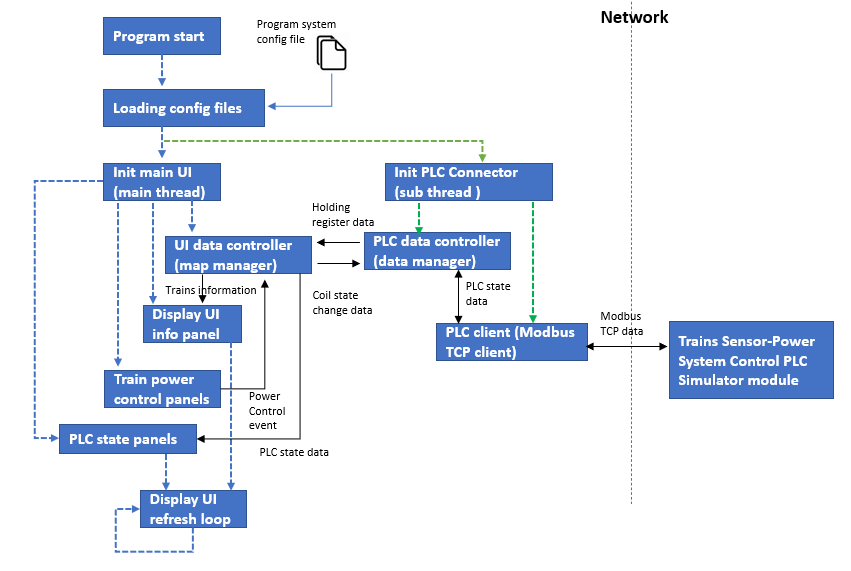 Network
Program system
config file
Program start
Loading config files
Init main UI
(main thread)
Init PLC Connector
(sub thread )
Holding
register data
UI data controller
(map manager)
PLC data controller
(data manager)
Trains information
Coil state
change data
PLC state
data
Display UI
info panel
Modbus
TCP data
PLC client (Modbus
TCP client)
Trains Sensor-Power
System Control PLC
Simulator module
Train power
control panels
Power
Control
event
PLC state panels
PLC state data
Display UI
refresh loop